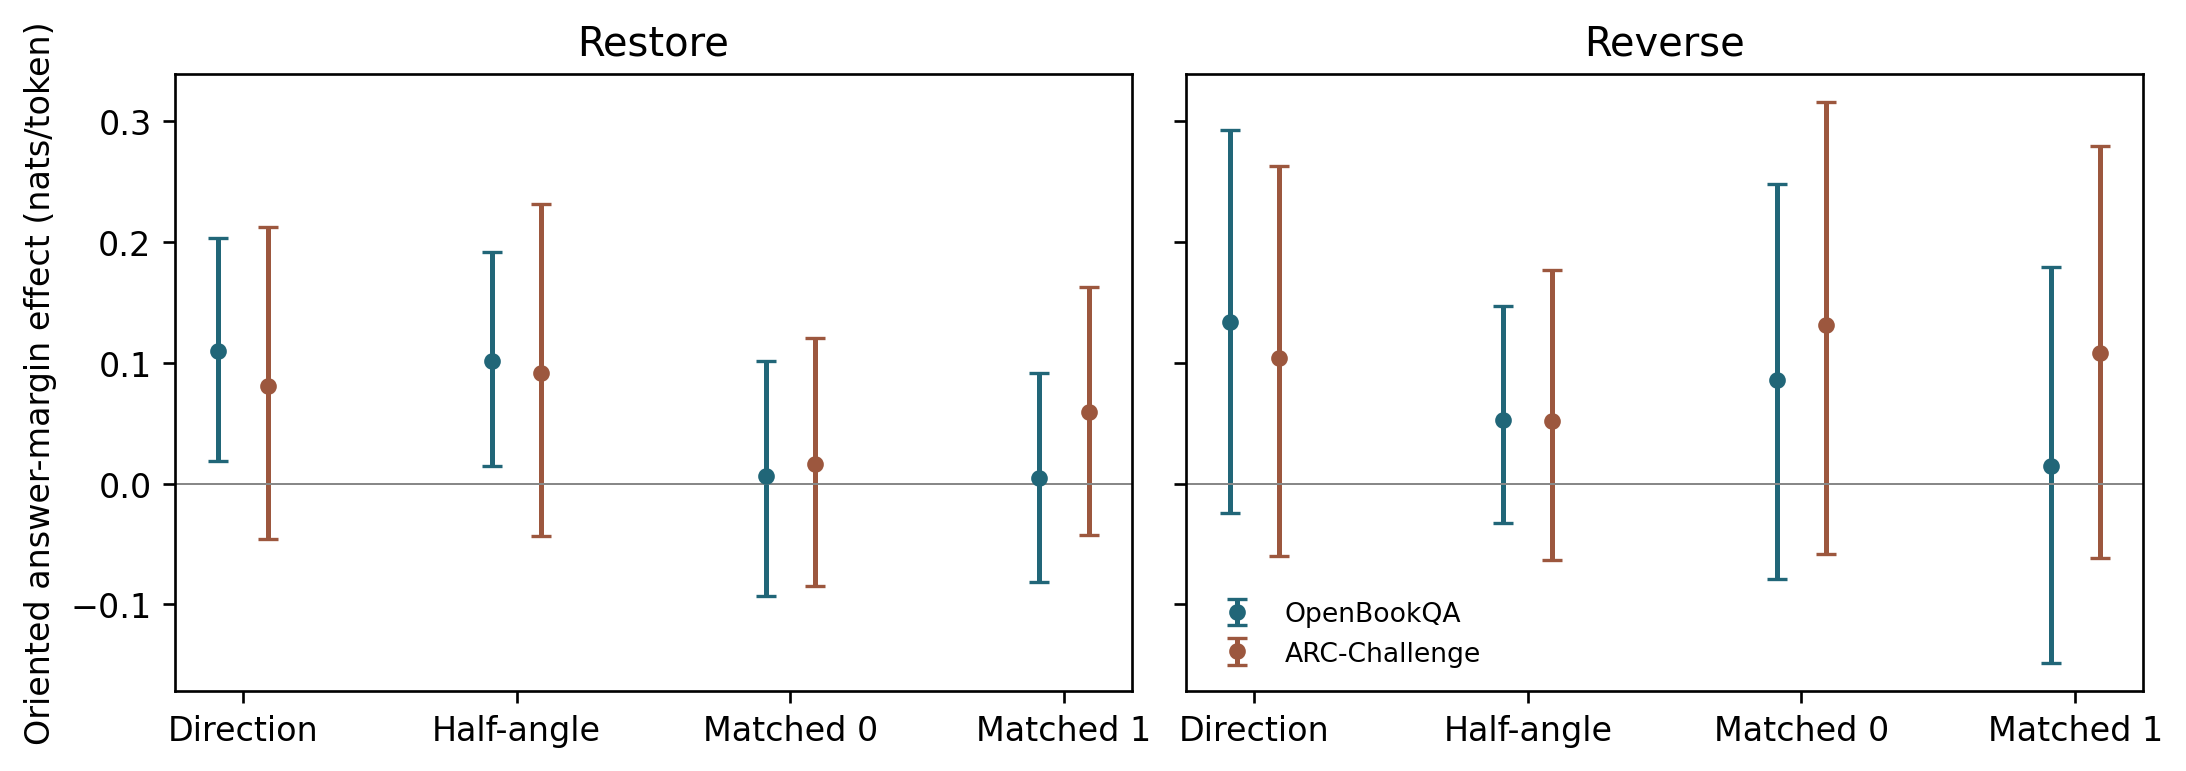 Restore
Reverse
Oriented answer-margin effect (nats/token)
0.3
0.2
0.1
0.0
−0.1
OpenBookQA
ARC-Challenge
Direction Half-angle Matched 0 Matched 1
Direction Half-angle Matched 0 Matched 1